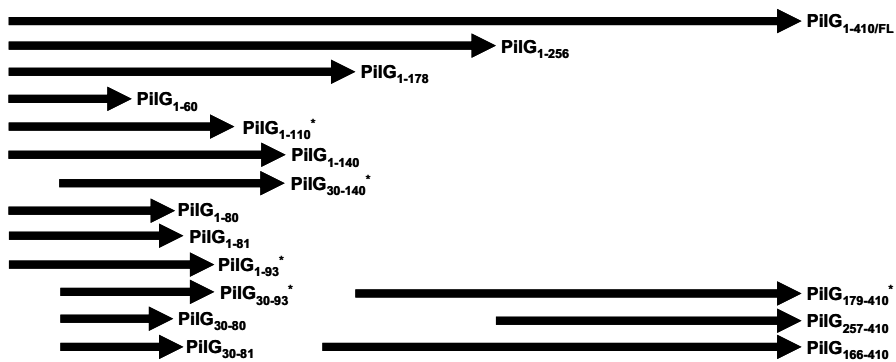 PilG1-410/FL
PilG1-256
PilG1-178
PilG1-60
PilG1-110*
PilG1-140
PilG30-140*
PilG1-80
PilG1-81
PilG1-93*
PilG30-93* PilG179-410*
PilG30-80 PilG257-410
PilG30-81 PilG166-410